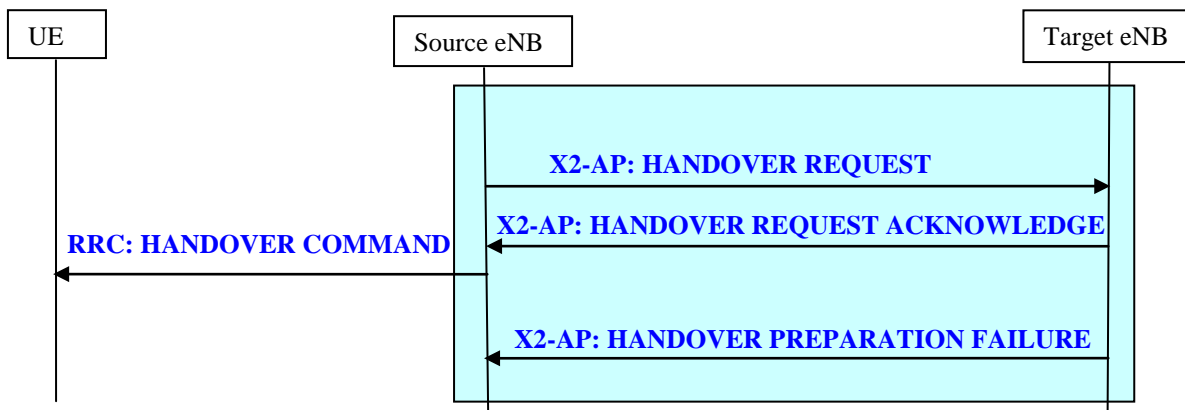 UE
Source eNB
Target eNB
X2-AP: HANDOVER REQUEST
X2-AP: HANDOVER REQUEST ACKNOWLEDGE
RRC: HANDOVER COMMAND
X2-AP: HANDOVER PREPARATION FAILURE